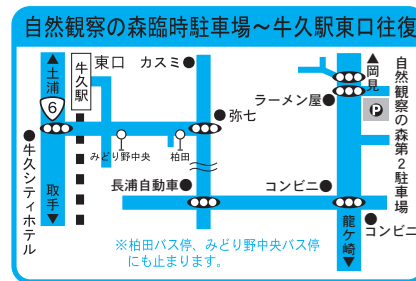 自然観察の森臨時駐車場〜牛久駅東口往復
▲土浦
6
取手▼
牛久シティホテル
牛久駅
東口
カスミ
みどり野中央
柏田
弥七
長浦自動車
ラーメン屋
コンビニ
▲岡見
P
自然観察の森第2駐車場
コンビニ
龍ケ崎▼
※柏田バス停、みどり野中央バス停
にも止まります。